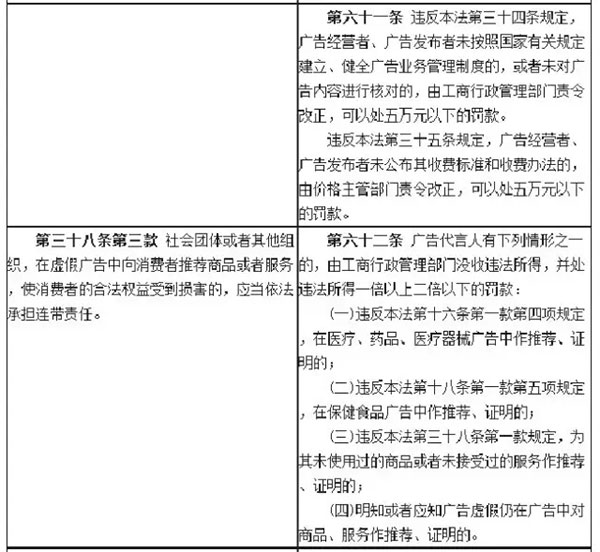 第六十一条 违反本法第三十四条规定，
广告经营者、广告发布者未按照国家有关规定
建立、健全广告业务管理制度的，或者未对广
告内容进行核对的，由工商行政管理部门责令
改正，可以处五万元以下的罚款。
违反本法第三十五条规定，广告经营者、
广告发布者未公布其收费标准和收费办法的，
由价格主管部门责令改正，可以处五万元以下
的罚款。
第三十八条第三款 社会团体或者其他组
织，在虚假广告中向消费者推荐商品或者服务
，使消费者的合法权益受到损害的，应当依法
承担连带责任。
第六十二条 广告代言人有下列情形之一
的，由工商行政管理部门没收违法所得，并处
违法所得一倍以上二倍以下的罚款：
(一)违反本法第十六条第一款第四项规定
，在医疗、药品、医疗器械广告中作推荐、证
明的；
(二)违反本法第十八条第一款第五项规定
，在保健食品广告中作推荐、证明的；
(三)违反本法第三十八条第一款规定，为
其未使用过的商品或者未接受过的服务作推荐
、证明的；
(四)明知或者应知广告虚假仍在广告中对
商品、服务作推荐、证明的。